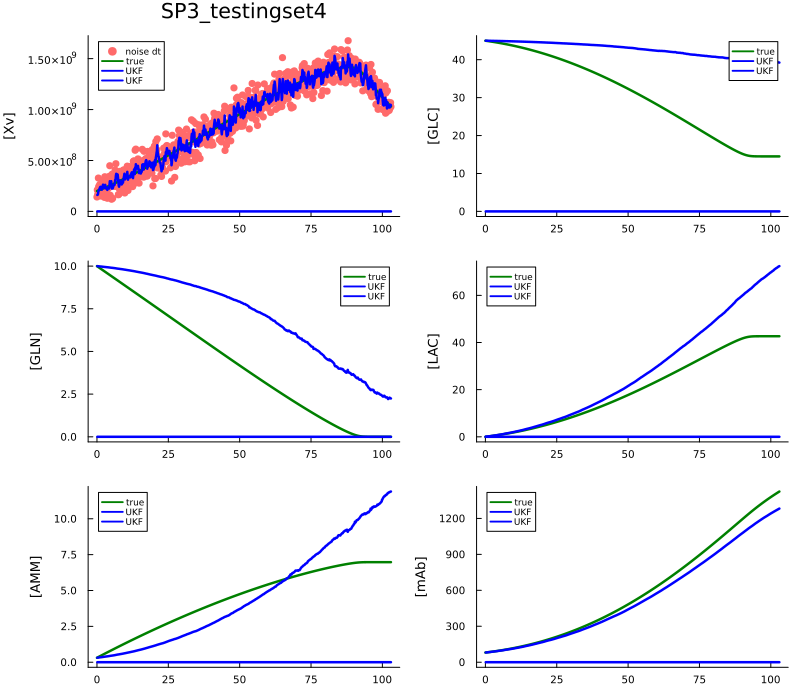 SP3_testingset4
[Xv]
1.50×10⁹
1.00×10⁹
5.00×10⁸
0
noise dt
true
UKF
UKF
0 25 50 75 100
[GLC]
40
30
20
10
0
true
UKF
UKF
0 25 50 75 100
[GLN]
10.0
7.5
5.0
2.5
0.0
true
UKF
UKF
0 25 50 75 100
[LAC]
60
40
20
0
true
UKF
UKF
0 25 50 75 100
[AMM]
10.0
7.5
5.0
2.5
0.0
true
UKF
UKF
0 25 50 75 100
[mAb]
1200
900
600
300
0
true
UKF
UKF
0 25 50 75 100